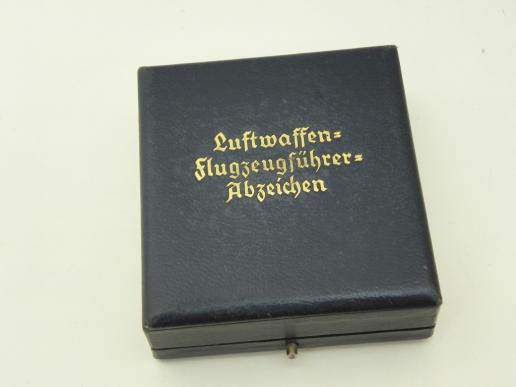 Luftwaffen=
Flugzeugführer=
Abzeichen